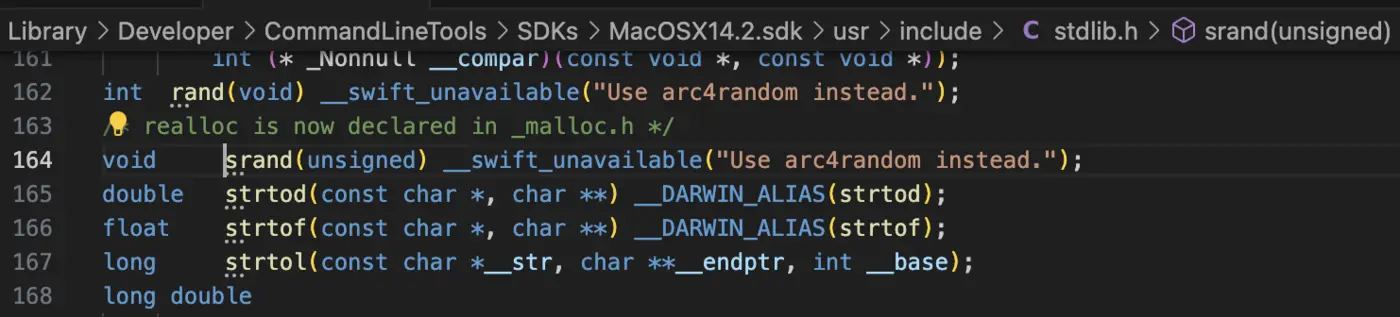 Library > Developer > CommandLineTools > SDKs > MacOSX14.2.sdk > usr > include > C stdlib.h > srand(unsigned)
161 int (* _Nonnull __compar)(const void *, const void *));
162 int rand(void) __swift_unavailable("Use arc4random instead.");
163 /* realloc is now declared in _malloc.h */
164 void srand(unsigned) __swift_unavailable("Use arc4random instead.");
165 double strtod(const char *, char **) __DARWIN_ALIAS(strtod);
166 float strtof(const char *, char **) __DARWIN_ALIAS(strtof);
167 long strtol(const char *__str, char **__endptr, int __base);
168 long double